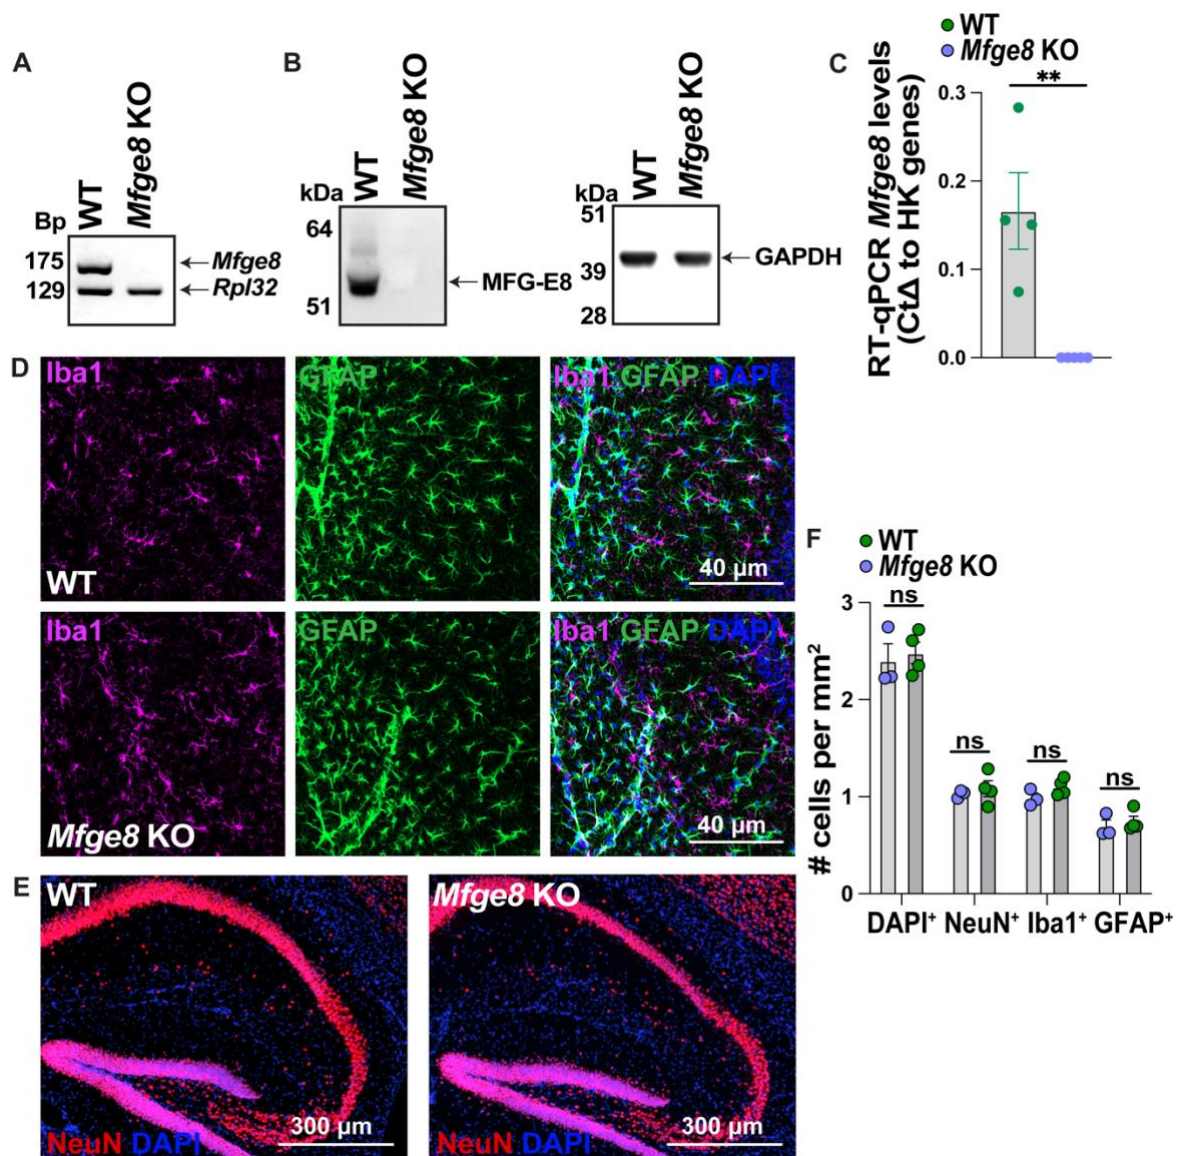 A
WT
Mfge8 KO
Bp
175
129
Mfge8
Rpl32
B
WT
Mfge8 KO
kDa
64
51
MFG-E8
WT
Mfge8 KO
kDa
51
39
28
GAPDH
C
WT
Mfge8 KO
**
RT-qPCR Mfge8 levels
(CtΔ to HK genes)
0.3
0.2
0.1
0.0
D
Iba1
GFAP
Iba1 GFAP DAPI
WT
40 µm
Iba1
GFAP
Iba1 GFAP DAPI
Mfge8 KO
40 µm
E
WT
NeuN DAPI
300 µm
Mfge8 KO
NeuN DAPI
300 µm
F
WT
Mfge8 KO
# cells per mm²
3
2
1
0
ns
ns
ns
ns
DAPI⁺ NeuN⁺ Iba1⁺ GFAP⁺